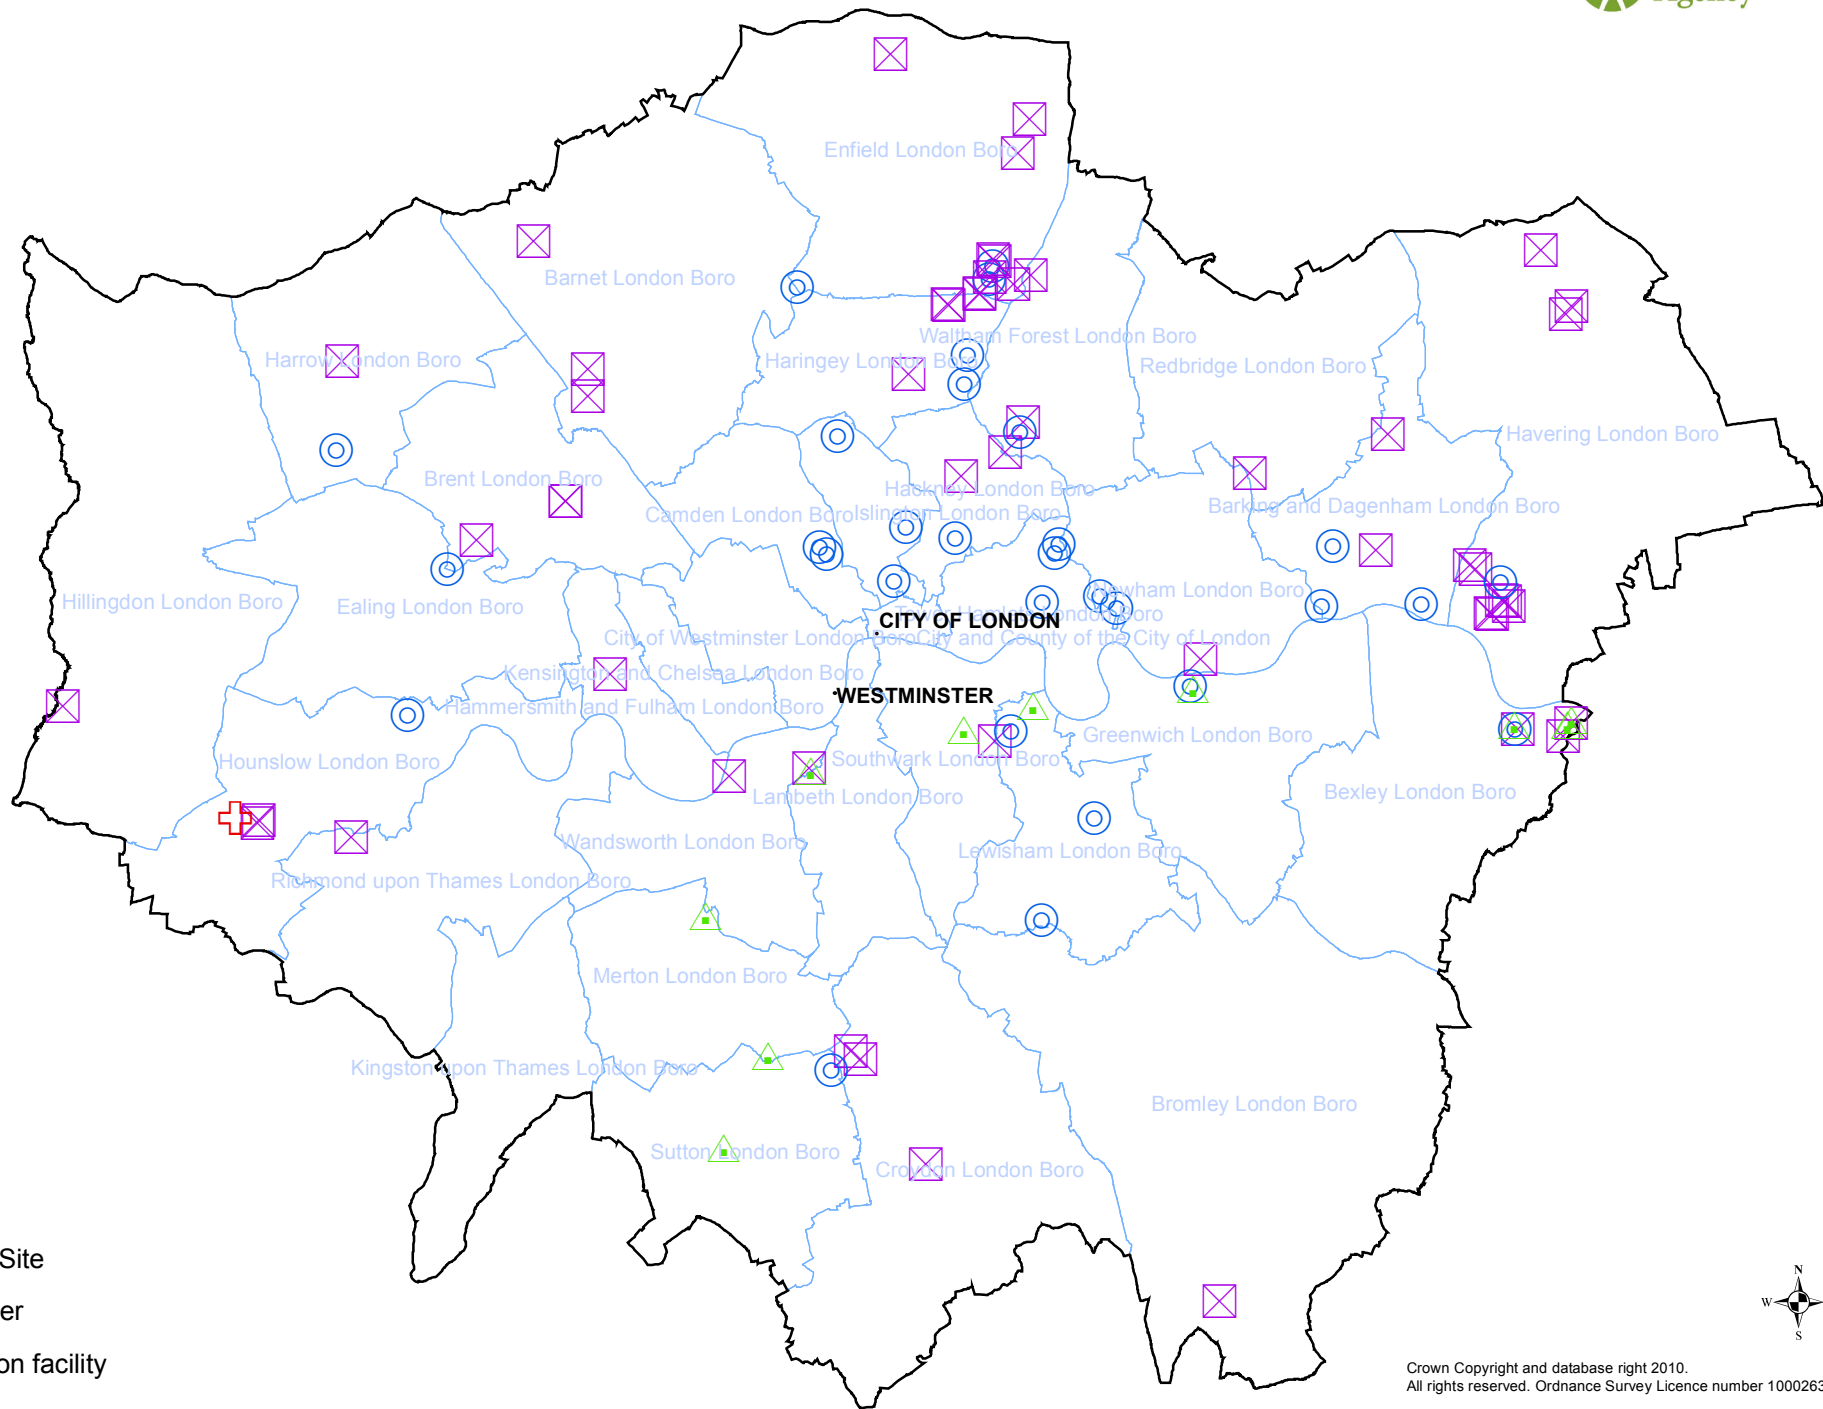 Agency
Enfield London Boro
Barnet London Boro
Waltham Forest London Boro
Harrow London Boro
Haringey London Boro
Redbridge London Boro
Havering London Boro
Brent London Boro
Hackney London Boro
Camden London Boro
Islington London Boro
Barking and Dagenham London Boro
Newham London Boro
Hillingdon London Boro
Ealing London Boro
Tower Hamlets London Boro
CITY OF LONDON
City of Westminster London Boro
City and County of the City of London
Kensington and Chelsea London Boro
WESTMINSTER
Hammersmith and Fulham London Boro
Greenwich London Boro
Hounslow London Boro
Southwark London Boro
Lambeth London Boro
Bexley London Boro
Wandsworth London Boro
Lewisham London Boro
Richmond upon Thames London Boro
Merton London Boro
Kingston upon Thames London Boro
Bromley London Boro
Sutton London Boro
Croydon London Boro
Site
er
on facility
N
W
S
Crown Copyright and database right 2010.
All rights reserved. Ordnance Survey Licence number 1000263